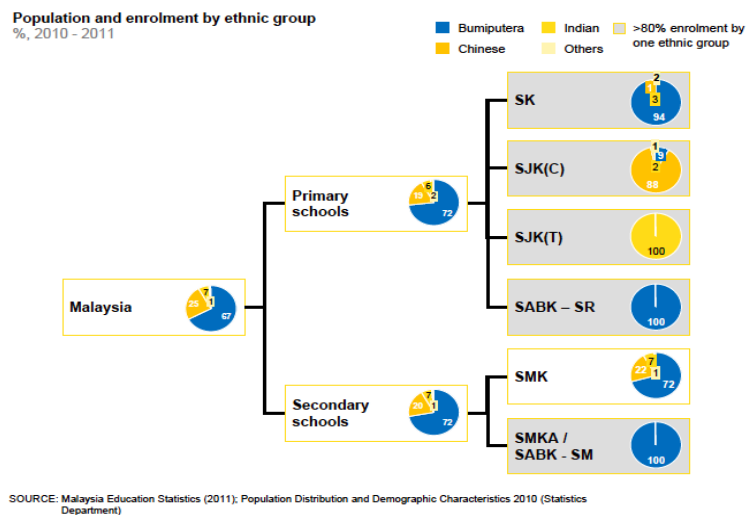 Population and enrolment by ethnic group
%, 2010 - 2011
Bumiputera
Indian
>80% enrolment by
one ethnic group
Chinese
Others
2
1
SK
3
94
1
9
SJK(C)
2
88
6
Primary
schools
19
2
72
SJK(T)
100
7
Malaysia
25
1
67
SABK – SR
100
7
SMK
22
1
72
7
Secondary
schools
20
1
72
SMKA /
SABK - SM
100
SOURCE: Malaysia Education Statistics (2011); Population Distribution and Demographic Characteristics 2010 (Statistics
Department)